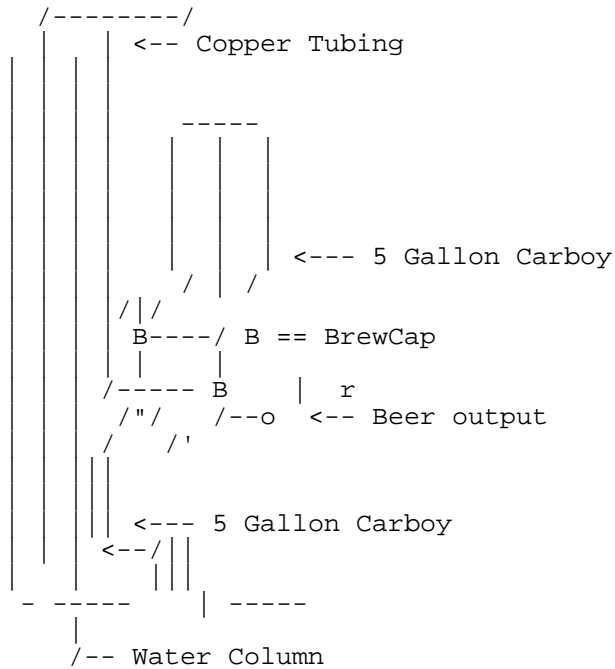 <-- Copper Tubing
<--- 5 Gallon Carboy
B----/ B == BrewCap
/----- B | r
/"/ /--o <-- Beer output
<--- 5 Gallon Carboy
/-- Water Column